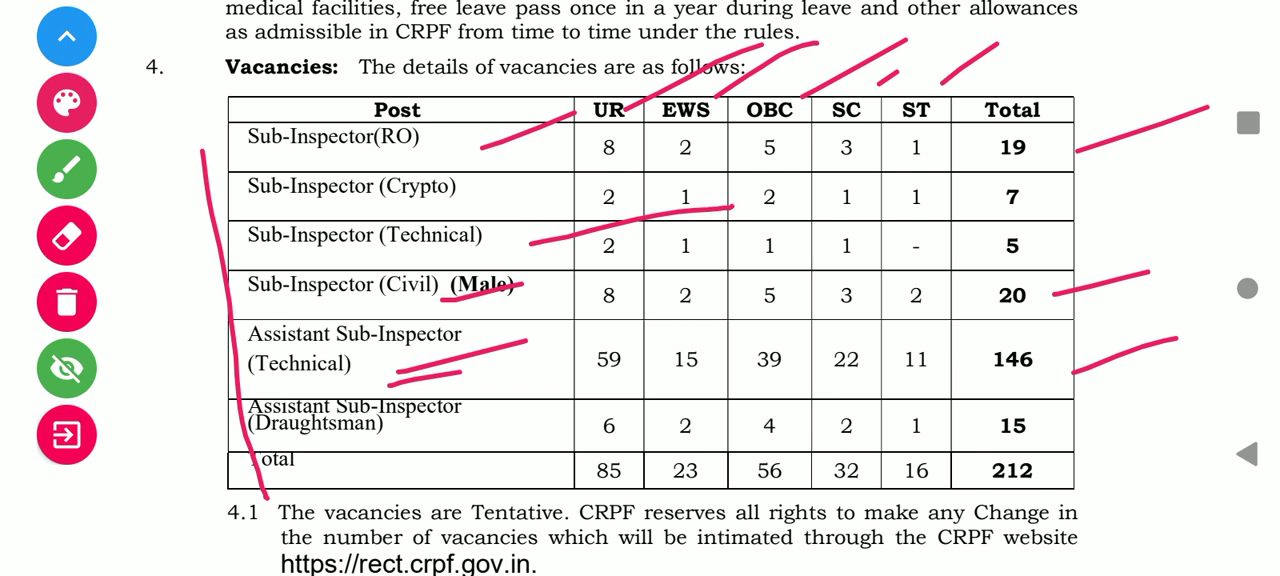 medical facilities, free leave pass once in a year during leave and other allowances
as admissible in CRPF from time to time under the rules.
4. Vacancies: The details of vacancies are as follows:
Post UR EWS OBC SC ST Total
Sub-Inspector(RO) 8 2 5 3 1 19
Sub-Inspector (Crypto) 2 1 2 1 1 7
Sub-Inspector (Technical) 2 1 1 1 - 5
Sub-Inspector (Civil) (Male) 8 2 5 3 2 20
Assistant Sub-Inspector
(Technical) 59 15 39 22 11 146
Assistant Sub-Inspector
(Draughtsman) 6 2 4 2 1 15
Total 85 23 56 32 16 212
4.1 The vacancies are Tentative. CRPF reserves all rights to make any Change in
the number of vacancies which will be intimated through the CRPF website
https://rect.crpf.gov.in.